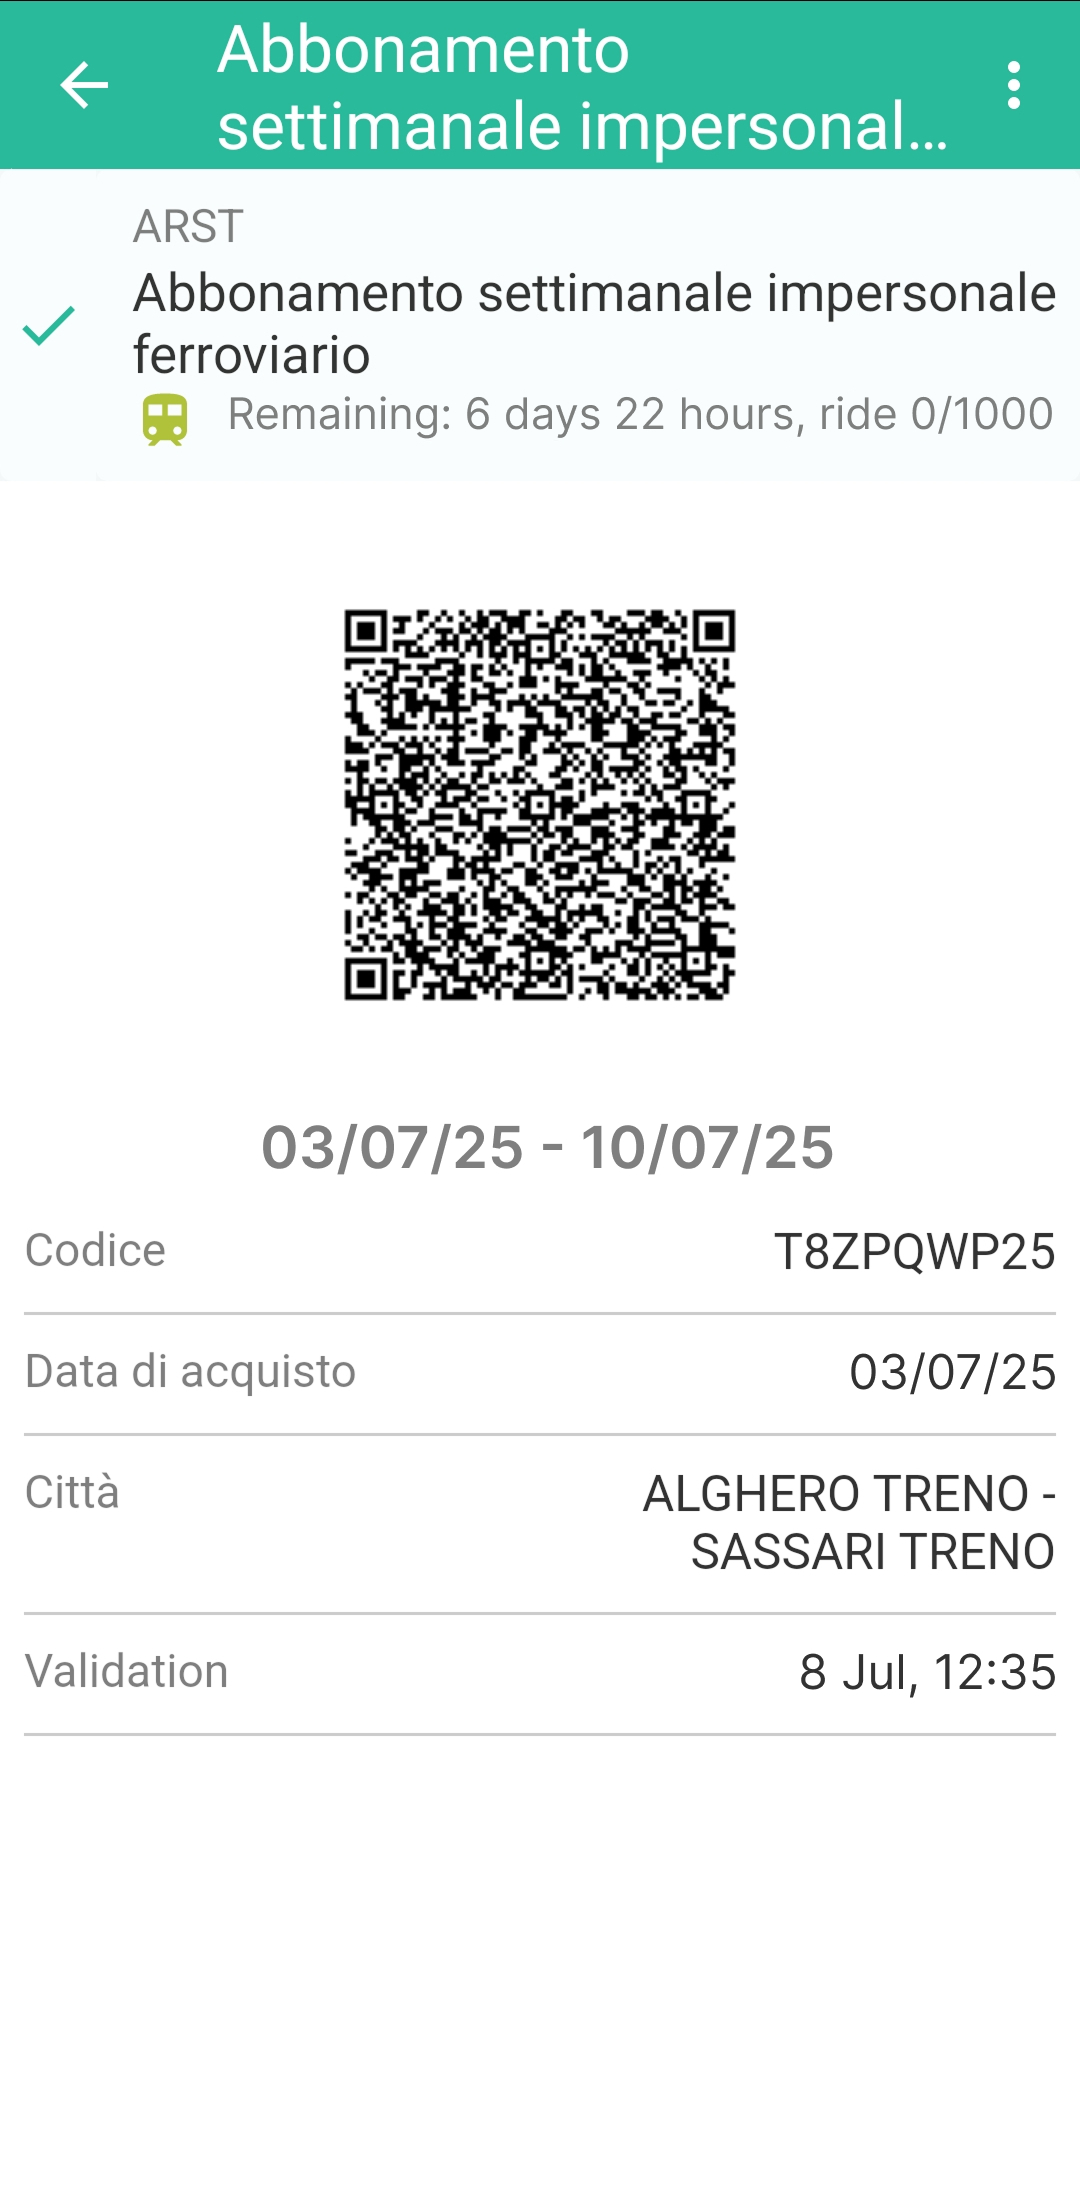 Abbonamento
settimanale impersonal...
ARST
Abbonamento settimanale impersonale
ferroviario
Remaining: 6 days 22 hours, ride 0/1000
03/07/25 - 10/07/25
Codice T8ZPQWP25
Data di acquisto 03/07/25
Città ALGHERO TRENO -
SASSARI TRENO
Validation 8 Jul, 12:35